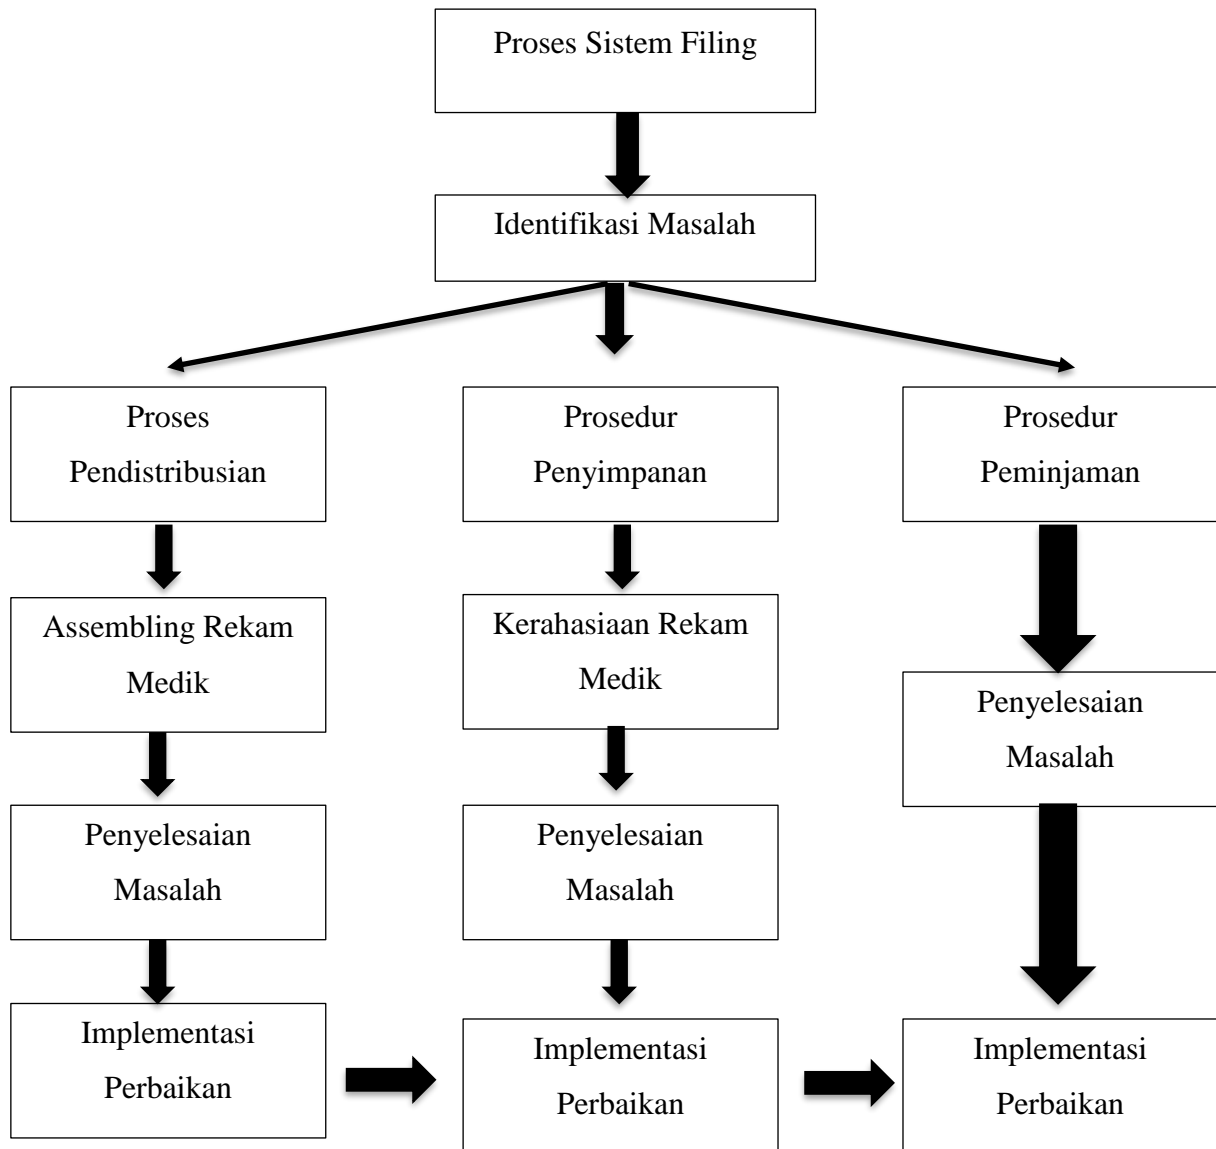 Proses Sistem Filing
Identifikasi Masalah
Proses
Pendistribusian
Prosedur
Penyimpanan
Prosedur
Peminjaman
Assembling Rekam
Medik
Kerahasiaan Rekam
Medik
Penyelesaian
Masalah
Penyelesaian
Masalah
Penyelesaian
Masalah
Implementasi
Perbaikan
Implementasi
Perbaikan
Implementasi
Perbaikan